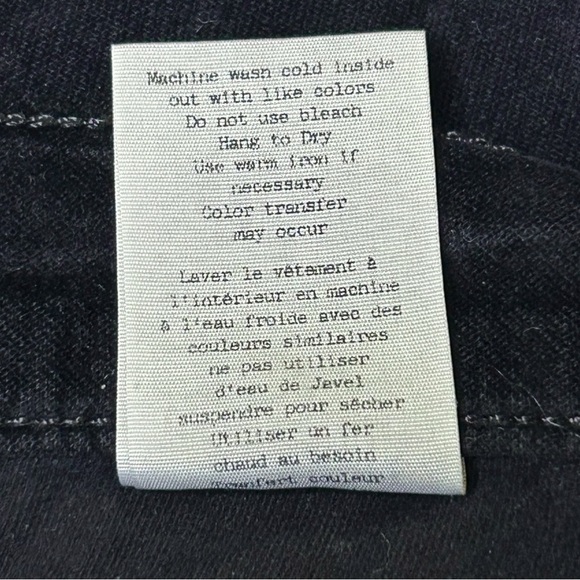 Machine wash cold inside
out with like colors
Do not use bleach
Hang to Dry
Use warm iron if
necessary
Color transfer
may occur
Laver le vêtement à
l'intérieur en machine
à l'eau froide avec des
couleurs similaires
ne pas utiliser
d'eau de Javel
suspendre pour sécher
Utiliser un fer
chaud au besoin
couleur